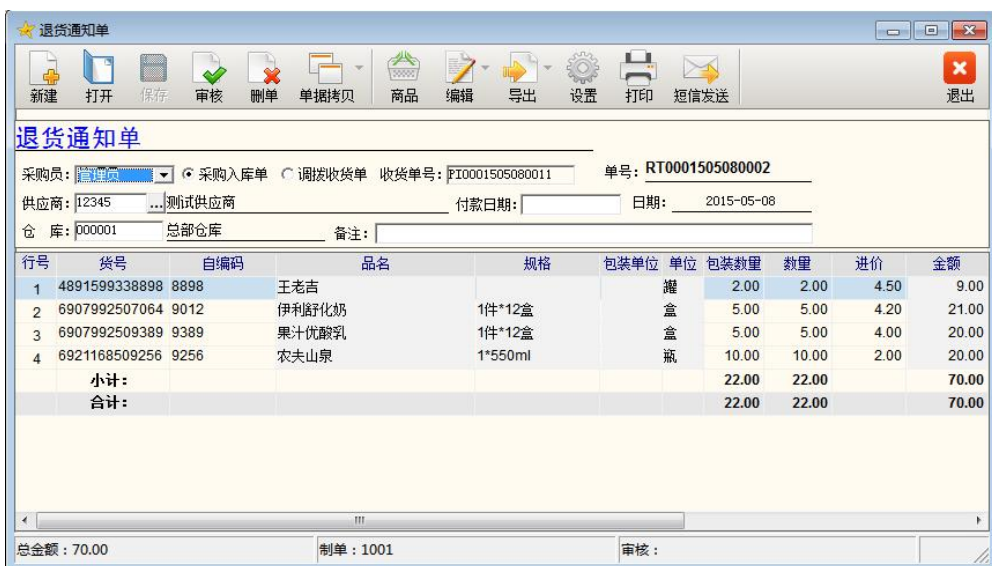 退货通知单
新建 打开 保存 审核 删单 单据拷贝 商品 编辑 导出 设置 打印 短信发送 退出
退货通知单
采购员: 管理员 采购入库单 调拨收货单 收货单号: PI0001505080011 单号: RT0001505080002
供应商: 12345 ... 测试供应商 付款日期: 日期: 2015-05-08
仓 库: 000001 总部仓库 备注:
行号 货号 自编码 品名 规格 包装单位 单位 包装数量 数量 进价 金额
1 4891599338898 8898 王老吉 罐 2.00 2.00 4.50 9.00
2 6907992507064 9012 伊利舒化奶 1件*12盒 盒 5.00 5.00 4.20 21.00
3 6907992509389 9389 果汁优酸乳 1件*12盒 盒 5.00 5.00 4.00 20.00
4 6921168509256 9256 农夫山泉 1*550ml 瓶 10.00 10.00 2.00 20.00
小计: 22.00 22.00 70.00
合计: 22.00 22.00 70.00
总金额:70.00 制单:1001 审核: